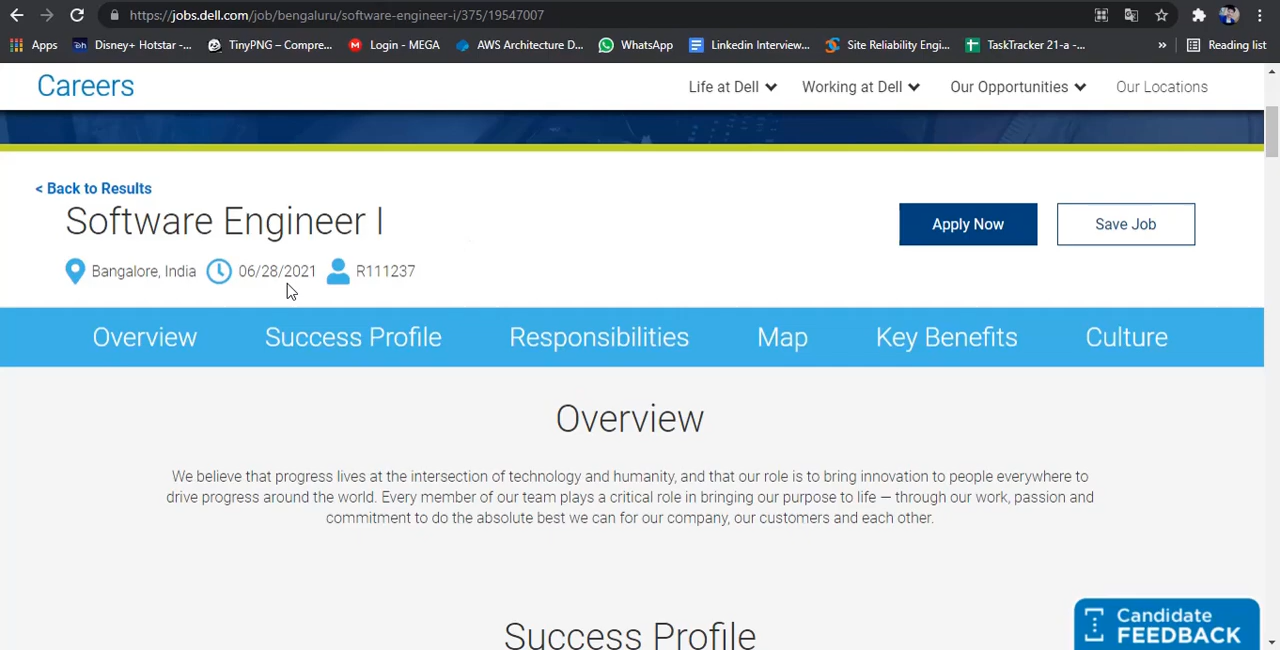 https://jobs.dell.com/job/bengaluru/software-engineer-i/375/19547007
Apps Disney+ Hotstar -... TinyPNG – Compre... Login - MEGA AWS Architecture D... WhatsApp Linkedin Interview... Site Reliability Engi... TaskTracker 21-a -... » Reading list
Careers Life at Dell Working at Dell Our Opportunities Our Locations
< Back to Results
Software Engineer I
Apply Now Save Job
Bangalore, India 06/28/2021 R111237
Overview Success Profile Responsibilities Map Key Benefits Culture
Overview
We believe that progress lives at the intersection of technology and humanity, and that our role is to bring innovation to people everywhere to
drive progress around the world. Every member of our team plays a critical role in bringing our purpose to life — through our work, passion and
commitment to do the absolute best we can for our company, our customers and each other.
Success Profile
Candidate
FEEDBACK